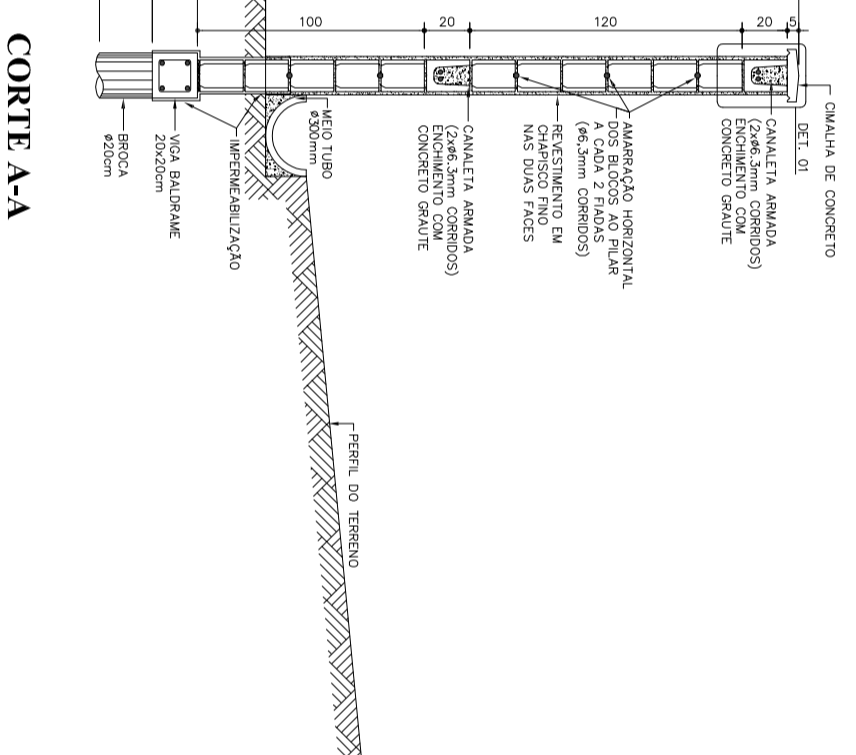 CORTE A-A
100
20
120
20
5
CIMALHA DE CONCRETO
DET. 01
CANALETA ARMADA
(2xø6.3mm CORRIDOS)
ENCHIMENTO COM
CONCRETO GRAUTE
AMARRAÇÃO HORIZONTAL
DOS BLOCOS AO PILAR
A CADA 2 FIADAS
(ø6,3mm CORRIDOS)
REVESTIMENTO EM
CHAPISCO FINO
NAS DUAS FACES
CANALETA ARMADA
(2xø6.3mm CORRIDOS)
ENCHIMENTO COM
CONCRETO GRAUTE
MEIO TUBO
ø300mm
IMPERMEABILIZAÇÃO
VIGA BALDRAME
20x20cm
BROCA
ø20cm
PERFIL DO TERRENO